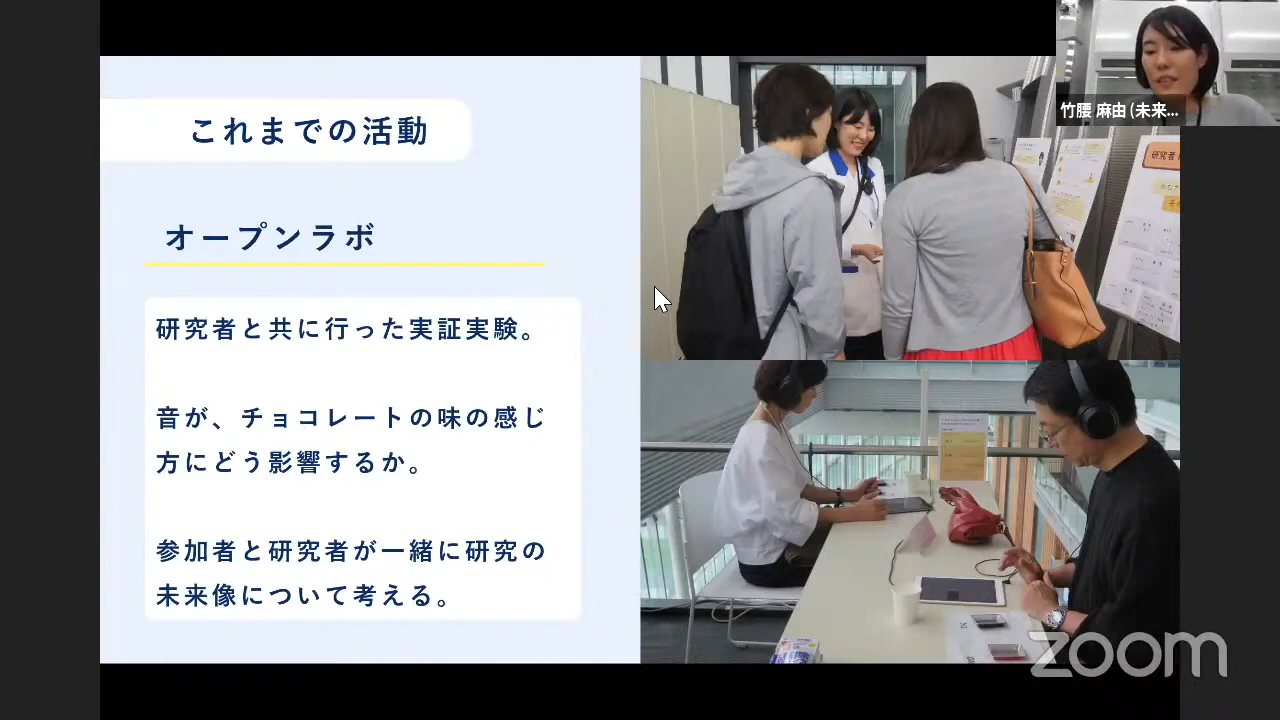 これまでの活動
オープンラボ
研究者と共に行った実証実験。
音が、チョコレートの味の感じ
方にどう影響するか。
参加者と研究者が一緒に研究の
未来像について考える。
竹腰 麻由 (未来...
研究者
zoom